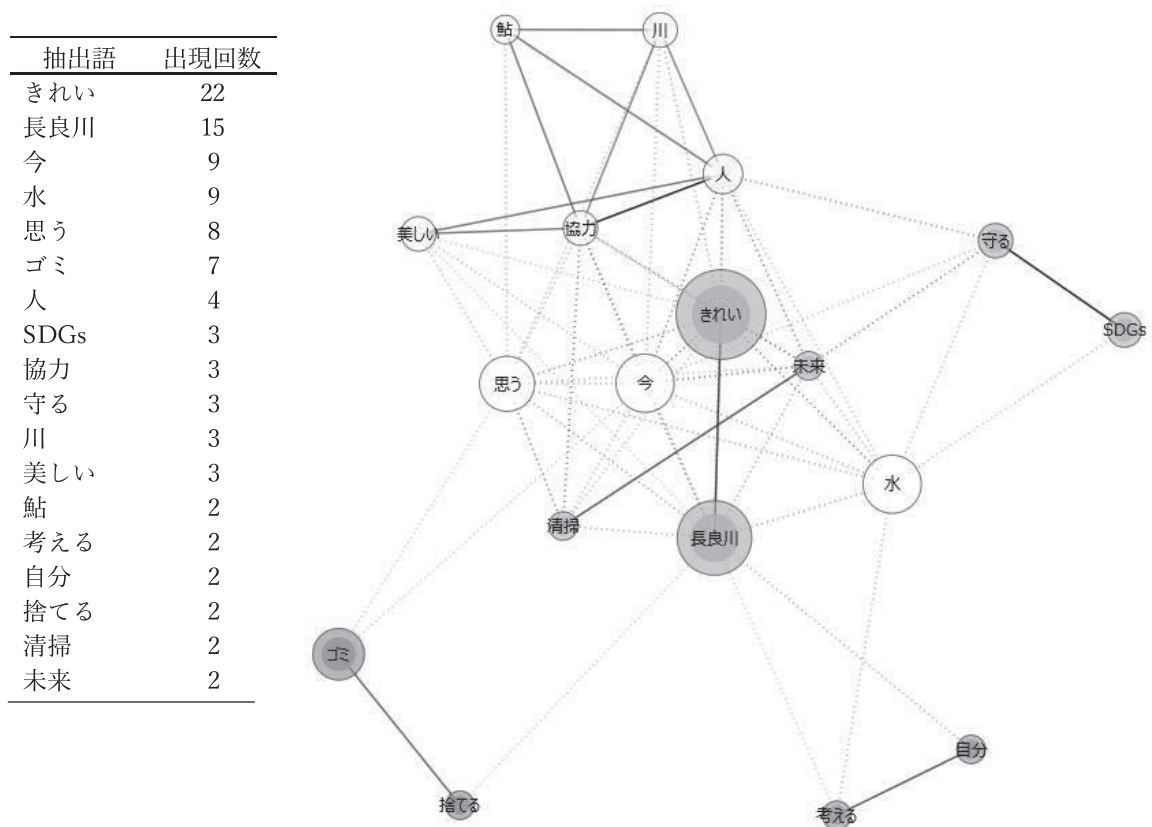 抽出語 出現回数
きれい 22
長良川 15
今 9
水 9
思う 8
ゴミ 7
人 4
SDGs 3
協力 3
守る 3
川 3
美しい 3
鮎 2
考える 2
自分 2
捨てる 2
清掃 2
未来 2
鮎
川
人
美しい
協力
守る
きれい
SDGs
未来
思う
今
水
清掃
長良川
ゴミ
自分
捨てる
考える